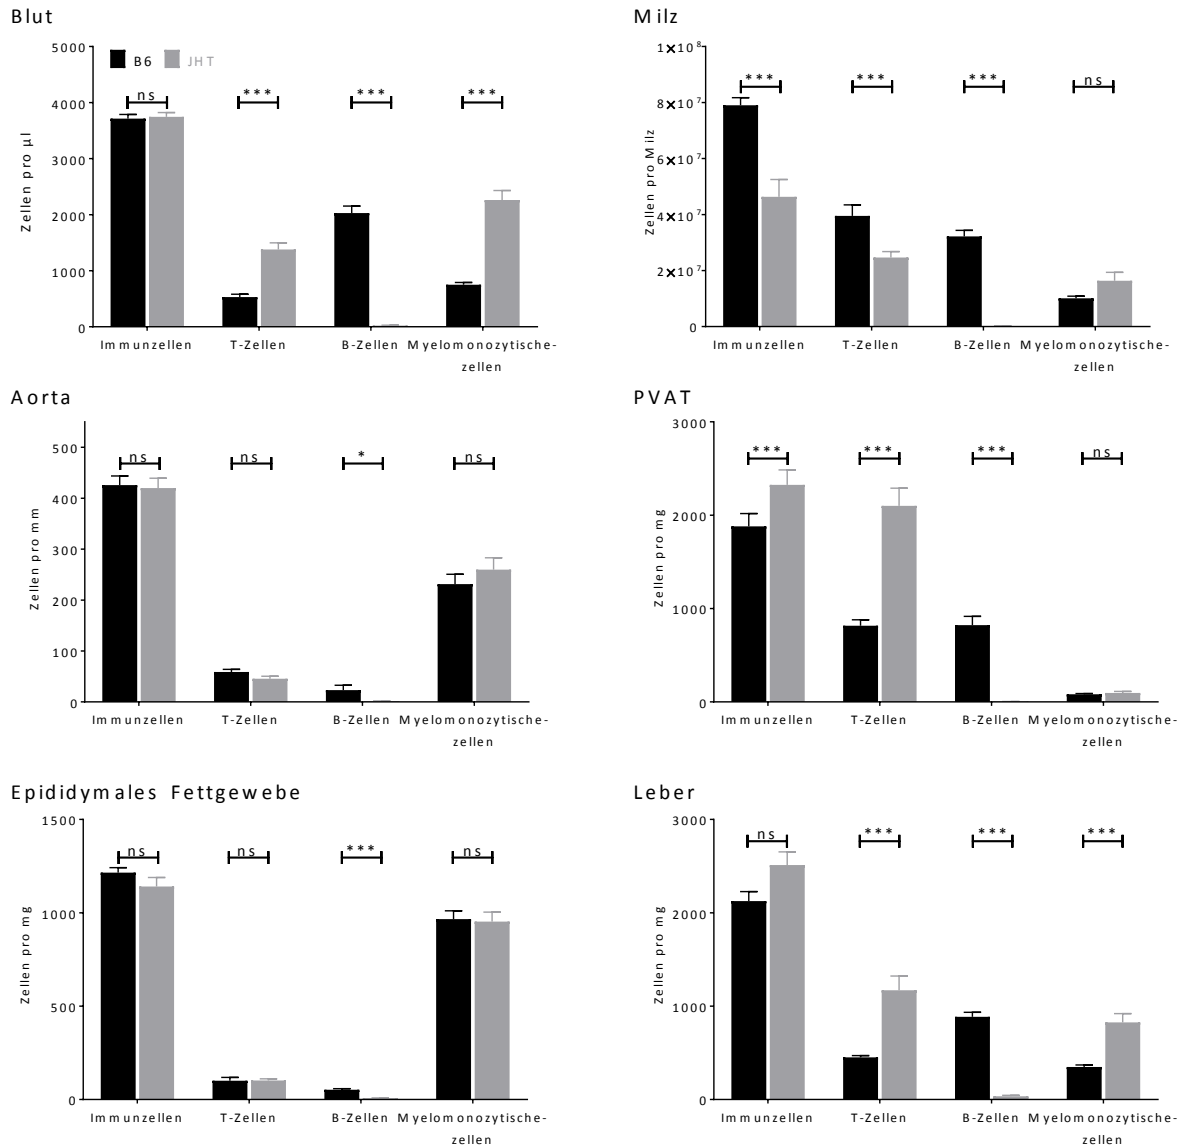 Blut
5000
4000
3000
2000
1000
0
Zellen pro µl
B6 JHT
ns *** *** ***
Immunzellen T-Zellen B-Zellen Myelomonozytische-
zellen
Milz
1×10⁸
8×10⁷
6×10⁷
4×10⁷
2×10⁷
0
Zellen pro Milz
*** *** *** ns
Immunzellen T-Zellen B-Zellen Myelomonozytische-
zellen
Aorta
500
400
300
200
100
0
Zellen pro mm
ns ns * ns
Immunzellen T-Zellen B-Zellen Myelomonozytische-
zellen
PVAT
3000
2000
1000
0
Zellen pro mg
*** *** *** ns
Immunzellen T-Zellen B-Zellen Myelomonozytische-
zellen
Epididymales Fettgewebe
1500
1000
500
0
Zellen pro mg
ns ns *** ns
Immunzellen T-Zellen B-Zellen Myelomonozytische-
zellen
Leber
3000
2000
1000
0
Zellen pro mg
ns *** *** ***
Immunzellen T-Zellen B-Zellen Myelomonozytische-
zellen